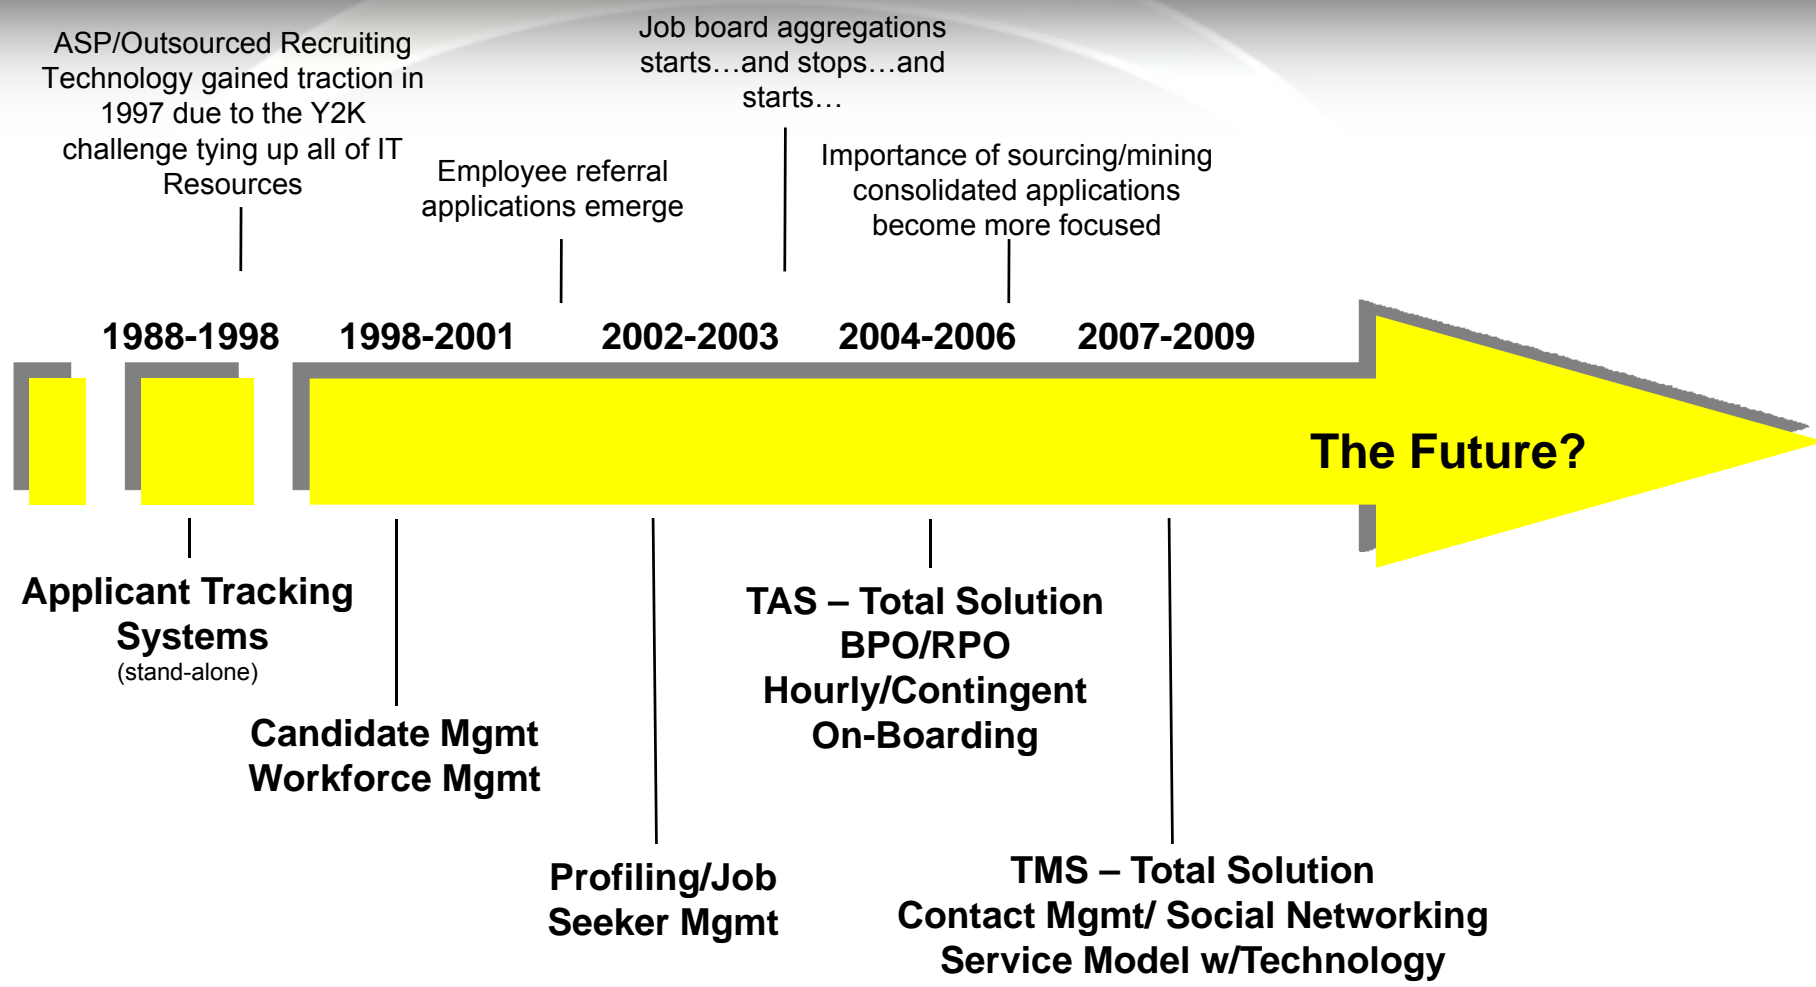 ASP/Outsourced Recruiting
Technology gained traction in
1997 due to the Y2K
challenge tying up all of IT
Resources
Employee referral
applications emerge
Job board aggregations
starts…and stops…and
starts…
Importance of sourcing/mining
consolidated applications
become more focused
1988-1998
1998-2001
2002-2003
2004-2006
2007-2009
The Future?
Applicant Tracking
Systems
(stand-alone)
Candidate Mgmt
Workforce Mgmt
Profiling/Job
Seeker Mgmt
TAS – Total Solution
BPO/RPO
Hourly/Contingent
On-Boarding
TMS – Total Solution
Contact Mgmt/ Social Networking
Service Model w/Technology